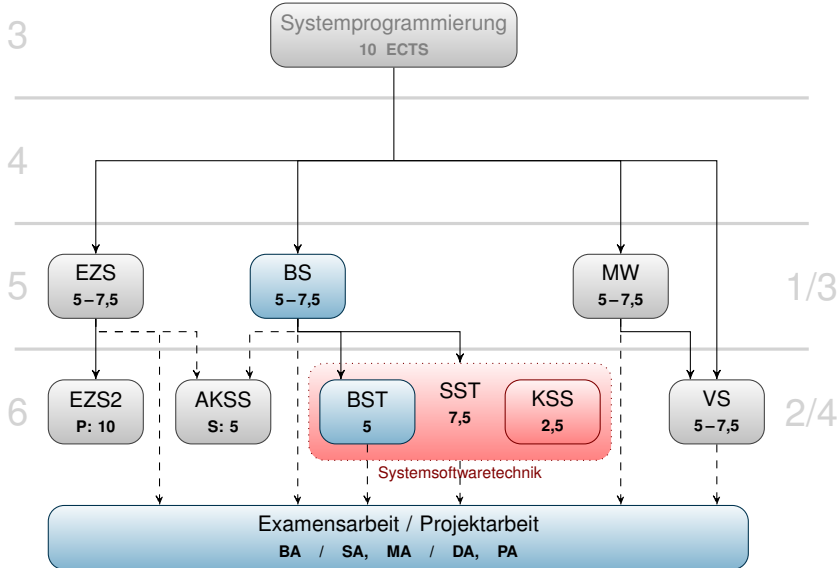 3
Systemprogrammierung
10 ECTS
4
5
EZS
5–7,5
BS
5–7,5
MW
5–7,5
1/3
6
EZS2
P: 10
AKSS
S: 5
BST
5
SST
7,5
KSS
2,5
VS
5–7,5
2/4
Systemsoftwaretechnik
Examensarbeit / Projektarbeit
BA / SA, MA / DA, PA